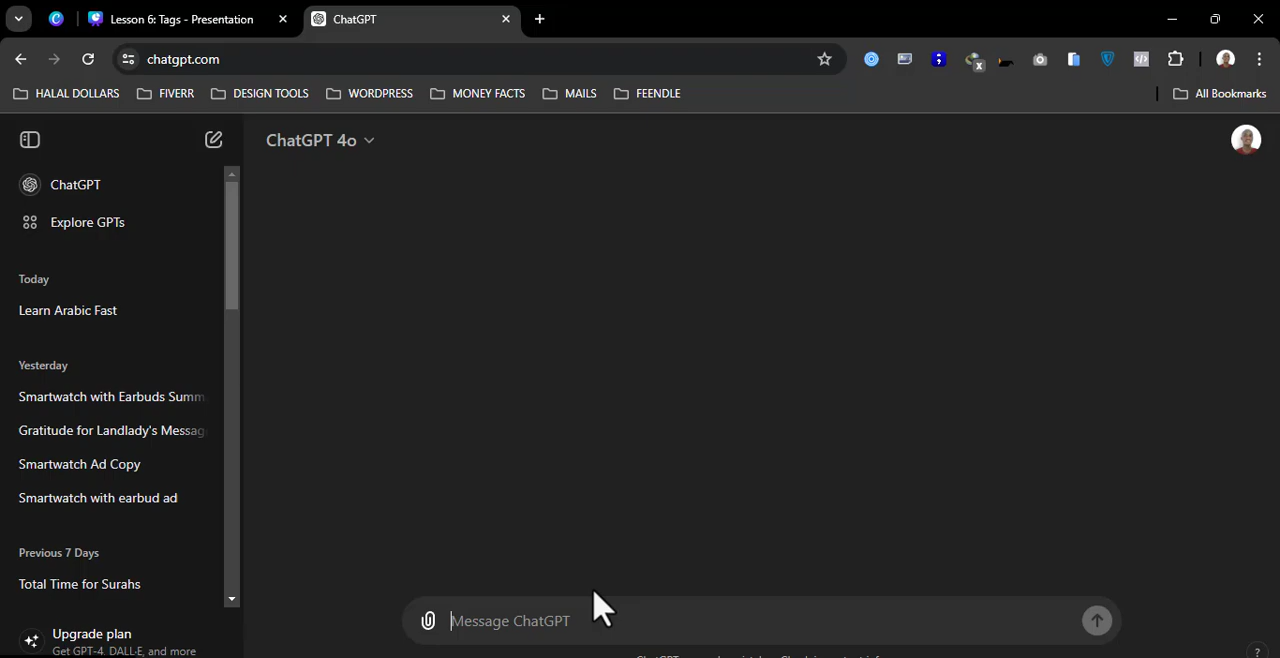 Lesson 6: Tags - Presentation
ChatGPT
chatgpt.com
HALAL DOLLARS
FIVERR
DESIGN TOOLS
WORDPRESS
MONEY FACTS
MAILS
FEENDLE
All Bookmarks
ChatGPT 4o
ChatGPT
Explore GPTs
Today
Learn Arabic Fast
Yesterday
Smartwatch with Earbuds Summ
Gratitude for Landlady's Messag
Smartwatch Ad Copy
Smartwatch with earbud ad
Previous 7 Days
Total Time for Surahs
Upgrade plan
Get GPT-4, DALL·E, and more
Message ChatGPT
?